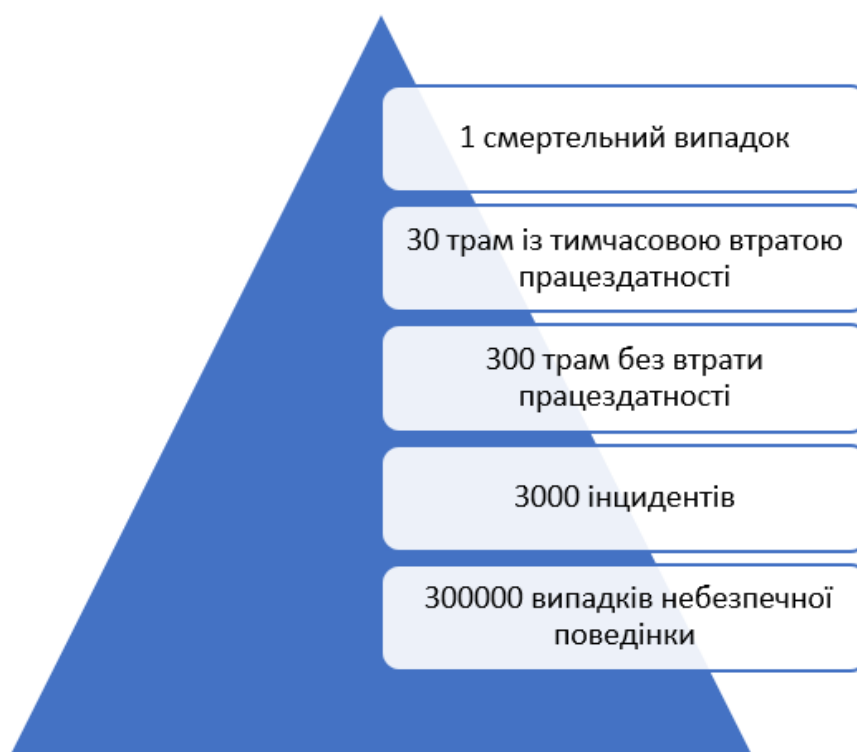 1 смертельний випадок
30 трам із тимчасовою втратою
працездатності
300 трам без втрати
працездатності
3000 інцидентів
300000 випадків небезпечної
поведінки